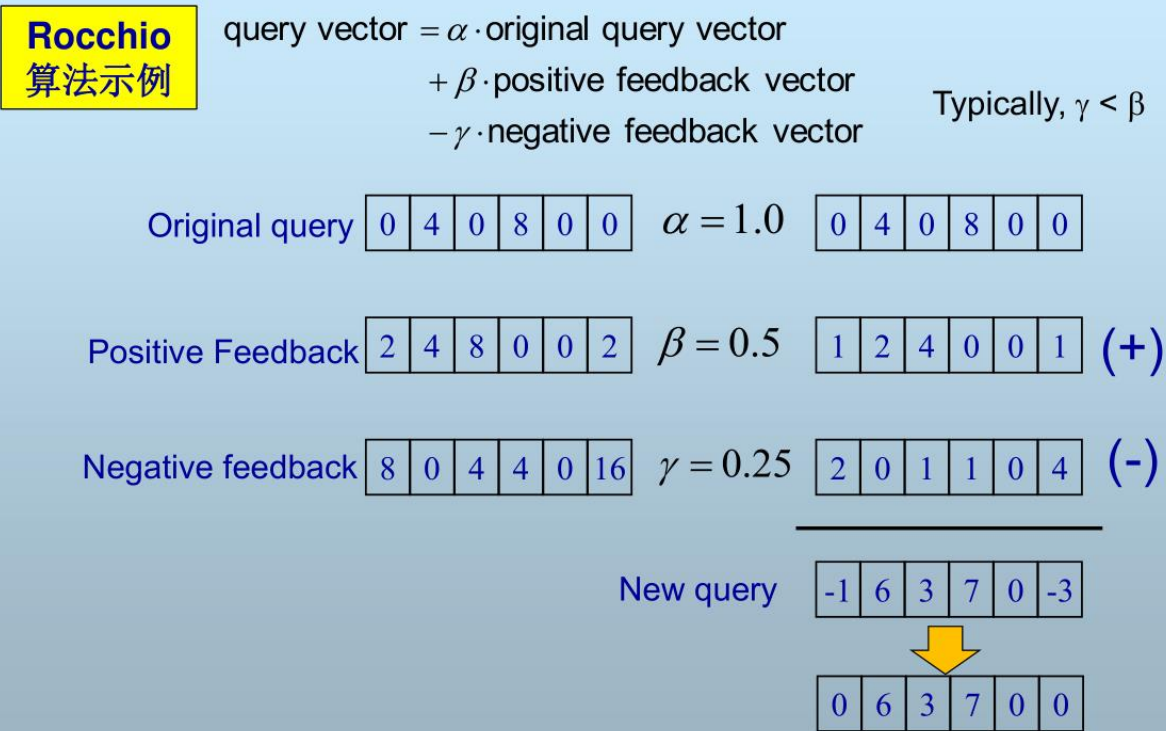 Rocchio
算法示例
query vector = α · original query vector
+ β · positive feedback vector
− γ · negative feedback vector
Typically, γ < β
Original query 0 4 0 8 0 0 α = 1.0 0 4 0 8 0 0
Positive Feedback 2 4 8 0 0 2 β = 0.5 1 2 4 0 0 1 (+)
Negative feedback 8 0 4 4 0 16 γ = 0.25 2 0 1 1 0 4 (-)
New query -1 6 3 7 0 -3
0 6 3 7 0 0